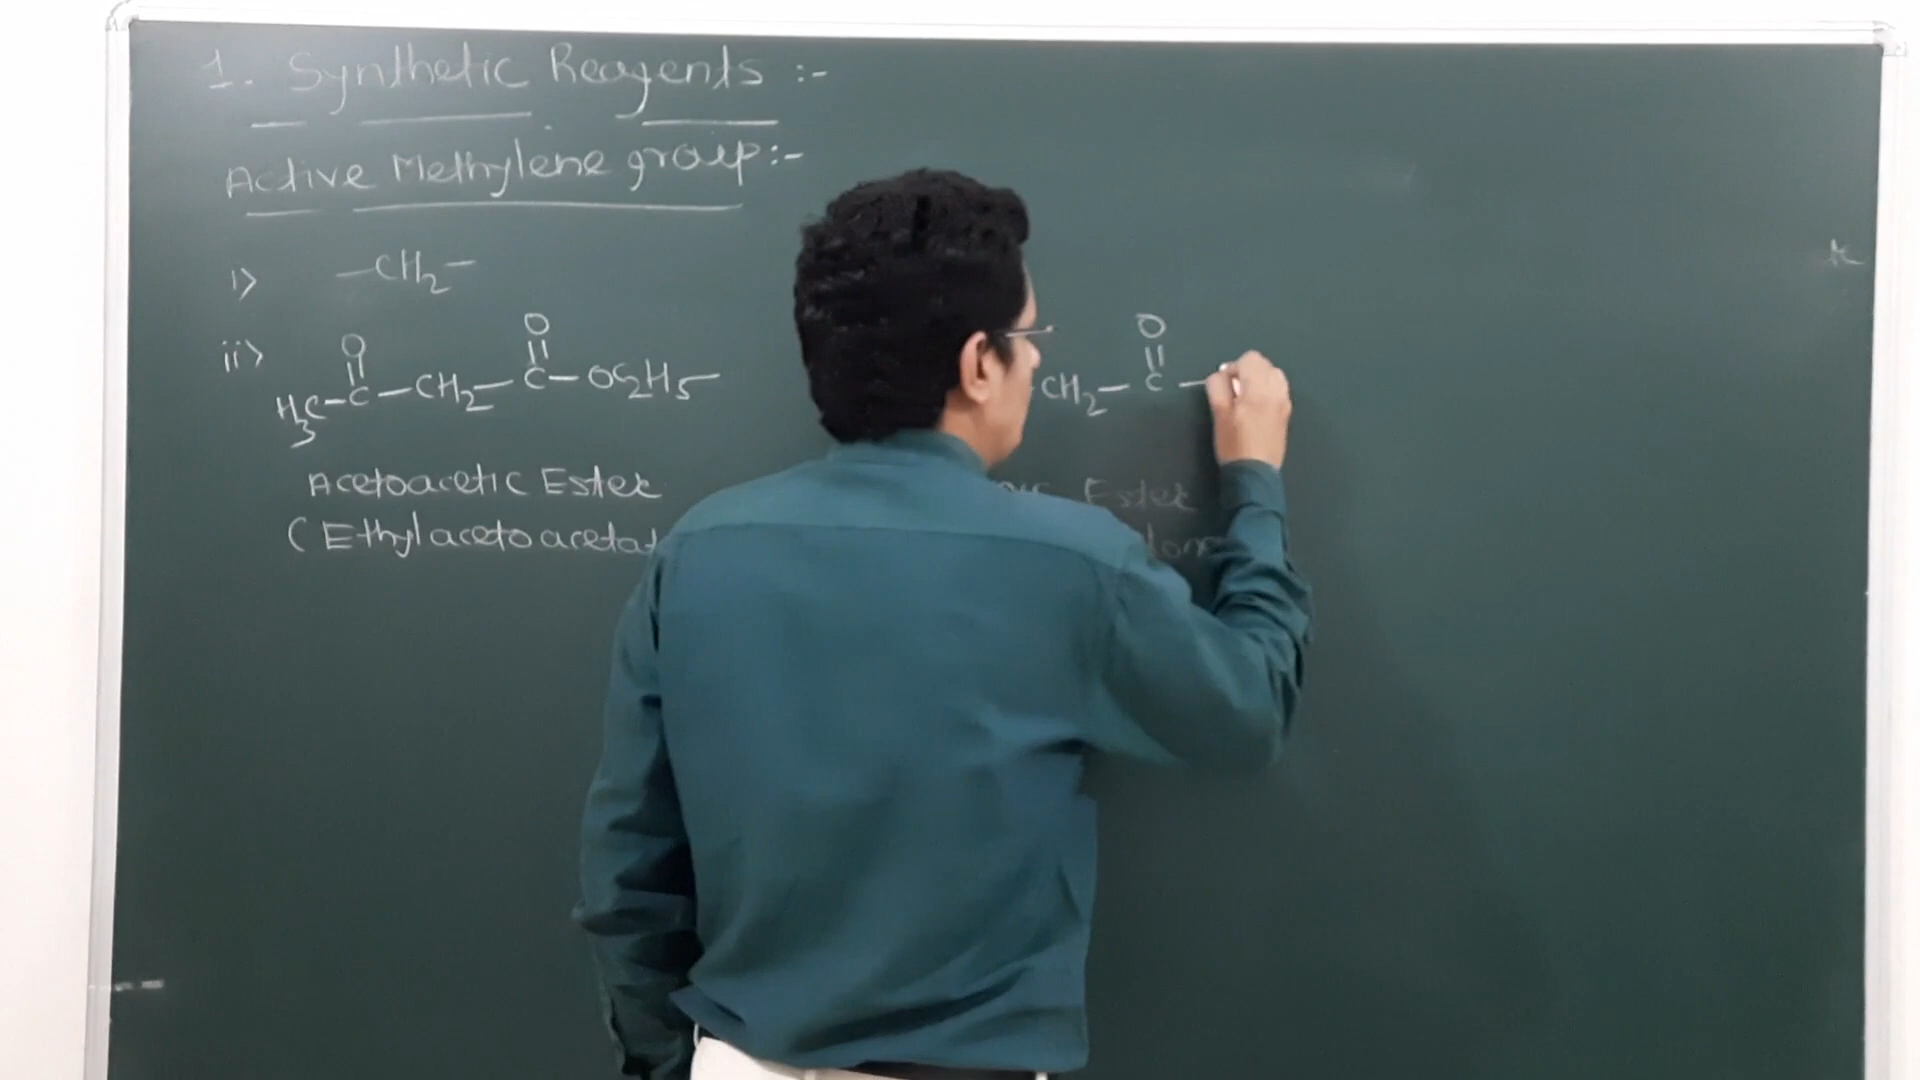 1. Synthetic Reagents :-
Active Methylene group:-
i) -CH2-
ii)
O O
|| ||
H3C-C-CH2-C-OC2H5
Acetoacetic Ester
(Ethylacetoacetat
O
||
CH2-C-
Ester